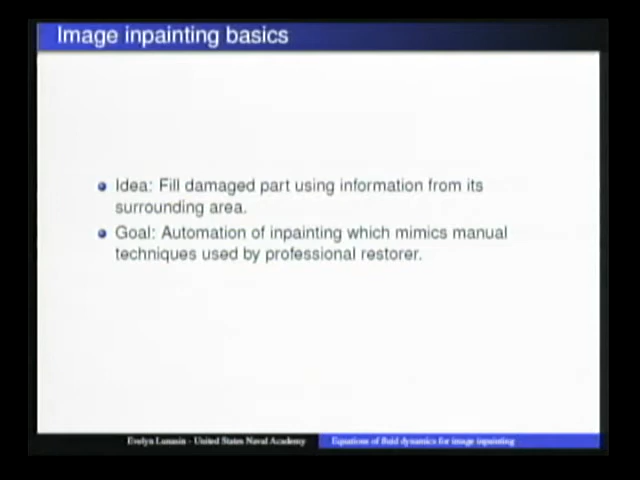 Image inpainting basics
Idea: Fill damaged part using information from its
surrounding area.
Goal: Automation of inpainting which mimics manual
techniques used by professional restorer.
Evelyn Lunasin - United States Naval Academy
Equations of fluid dynamics for image inpainting